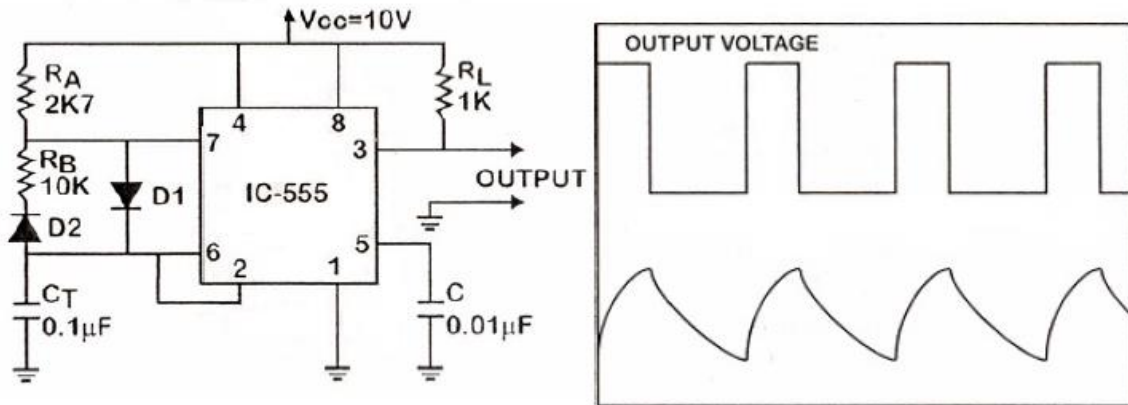 Vcc=10V
RA
2K7
RB
10K
D2
D1
CT
0.1μF
7
4
8
3
6
2
1
5
IC-555
RL
1K
OUTPUT
C
0.01μF
OUTPUT VOLTAGE